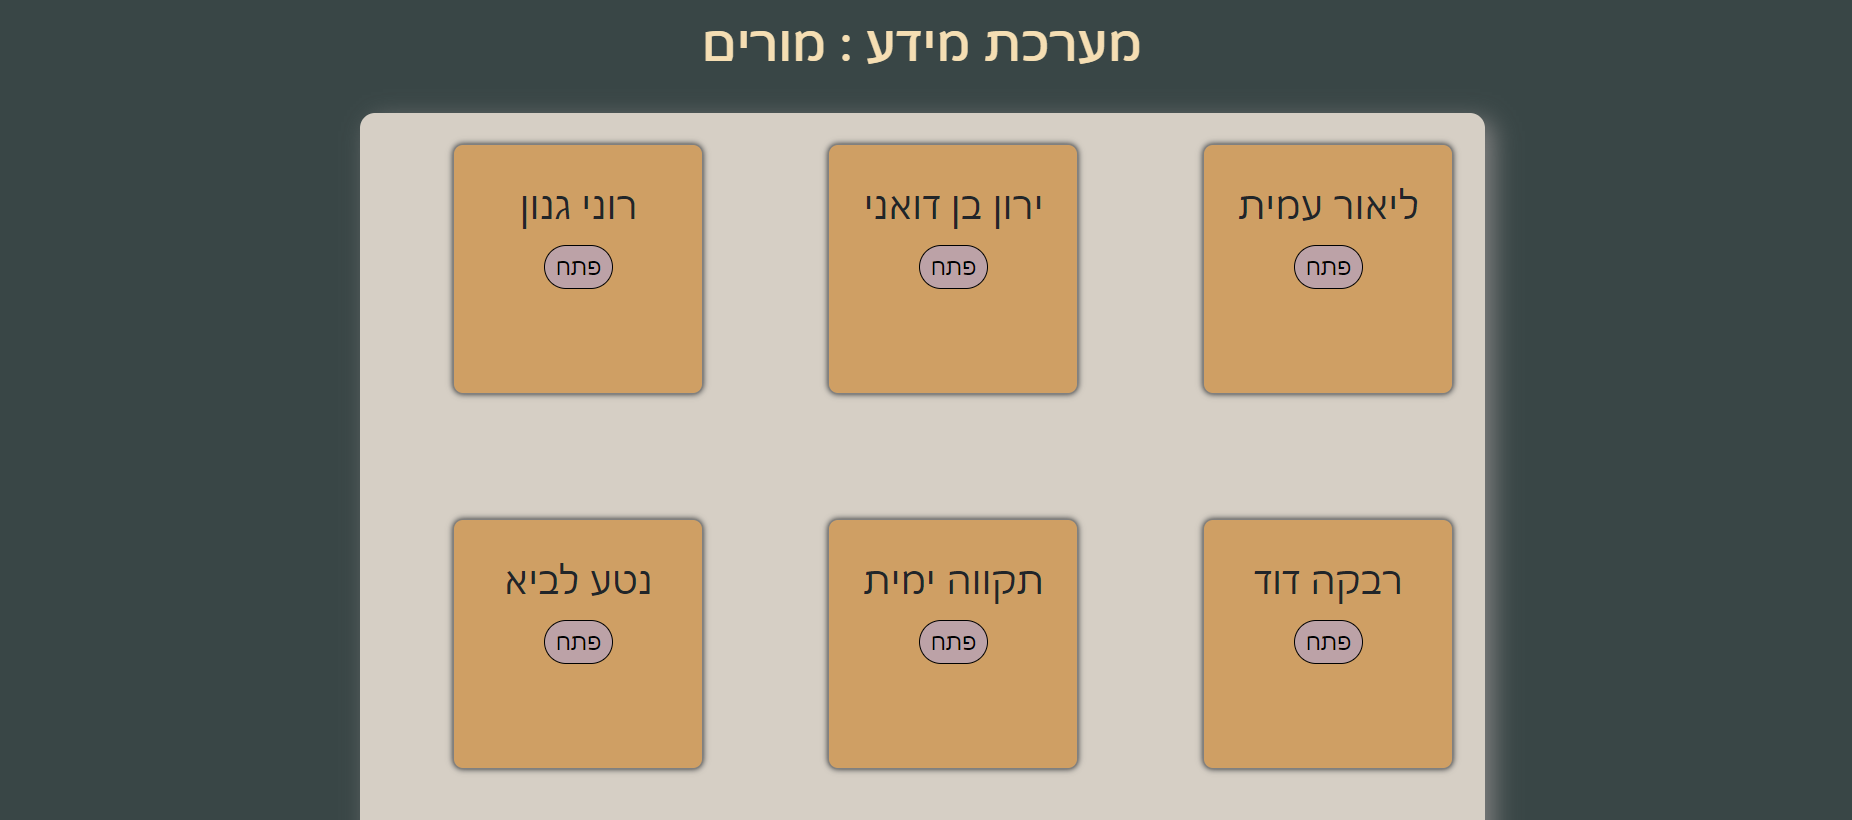 מערכת מידע : מורים
ליאור עמית
פתח
ירון בן דואני
פתח
רוני גנון
פתח
רבקה דוד
פתח
תקווה ימית
פתח
נטע לביא
פתח